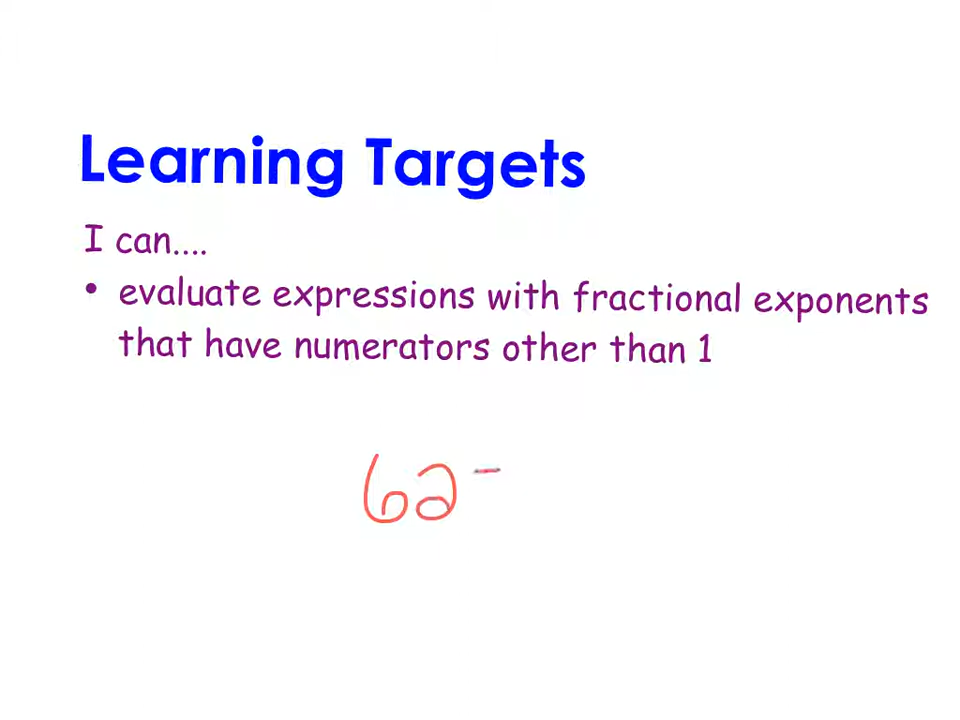 Learning Targets
I can....
• evaluate expressions with fractional exponents
that have numerators other than 1
62